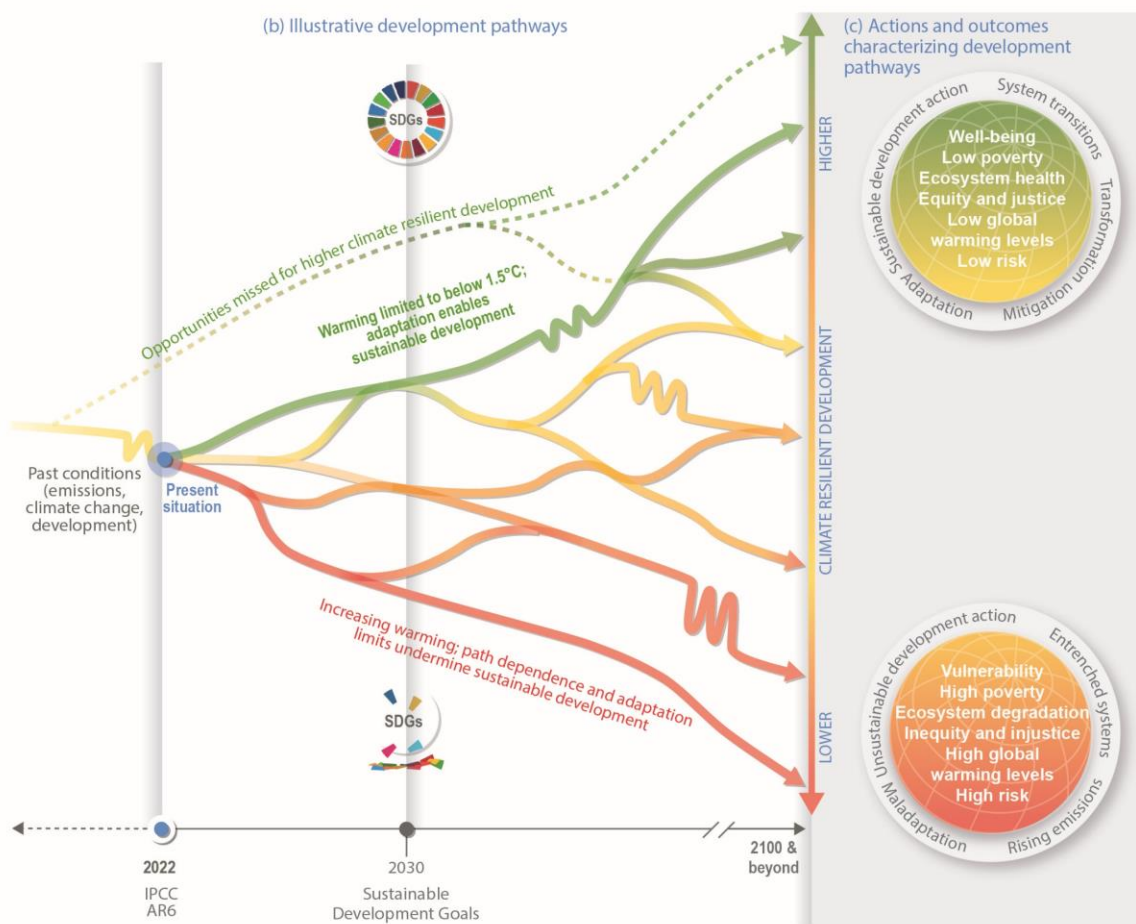 (b) Illustrative development pathways
SDGs
Opportunities missed for higher climate resilient development
Warming limited to below 1.5°C;
adaptation enables
sustainable development
Past conditions
(emissions,
climate change,
development)
Present
situation
Increasing warming; path dependence and adaptation
limits undermine sustainable development
SDGs
HIGHER
CLIMATE RESILIENT DEVELOPMENT
LOWER
2022
IPCC
AR6
2030
Sustainable
Development Goals
2100 &
beyond
(c) Actions and outcomes
characterizing development
pathways
Sustainable development action
System transitions
Transformation
Mitigation
Adaptation
Well-being
Low poverty
Ecosystem health
Equity and justice
Low global
warming levels
Low risk
Unsustainable development action
Entrenched systems
Rising emissions
Maladaptation
Vulnerability
High poverty
Ecosystem degradation
Inequity and injustice
High global
warming levels
High risk